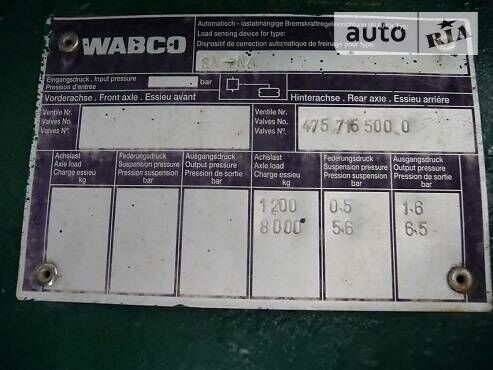 WABCO
Automatisch - lastabhängige Bremskraftregeleinrichtung
Load sensing device for type:
Dispositif de correction automatique de freinage pour type:
auto RIA
Eingangsdruck . Input pressure
Pression d'entrée
bar
Vorderachse . Front axle . Essieu avant
Hinterachse . Rear axle . Essieu arrière
Ventile Nr.
Valves No.
Valves No.
Ventile Nr.
Valves No.
Valves No.
475 715 500 0
Achslast
Axle load
Charge essieu
kg
Federungsdruck
Suspension pressure
Pression suspension
bar
Ausgangsdruck
Output pressure
Pression de sortie
bar
Achslast
Axle load
Charge essieu
kg
Federungsdruck
Suspension pressure
Pression suspension
bar
Ausgangsdruck
Output pressure
Pression de sortie
bar
1200 0.5 1.6
8000 5.6 6.5